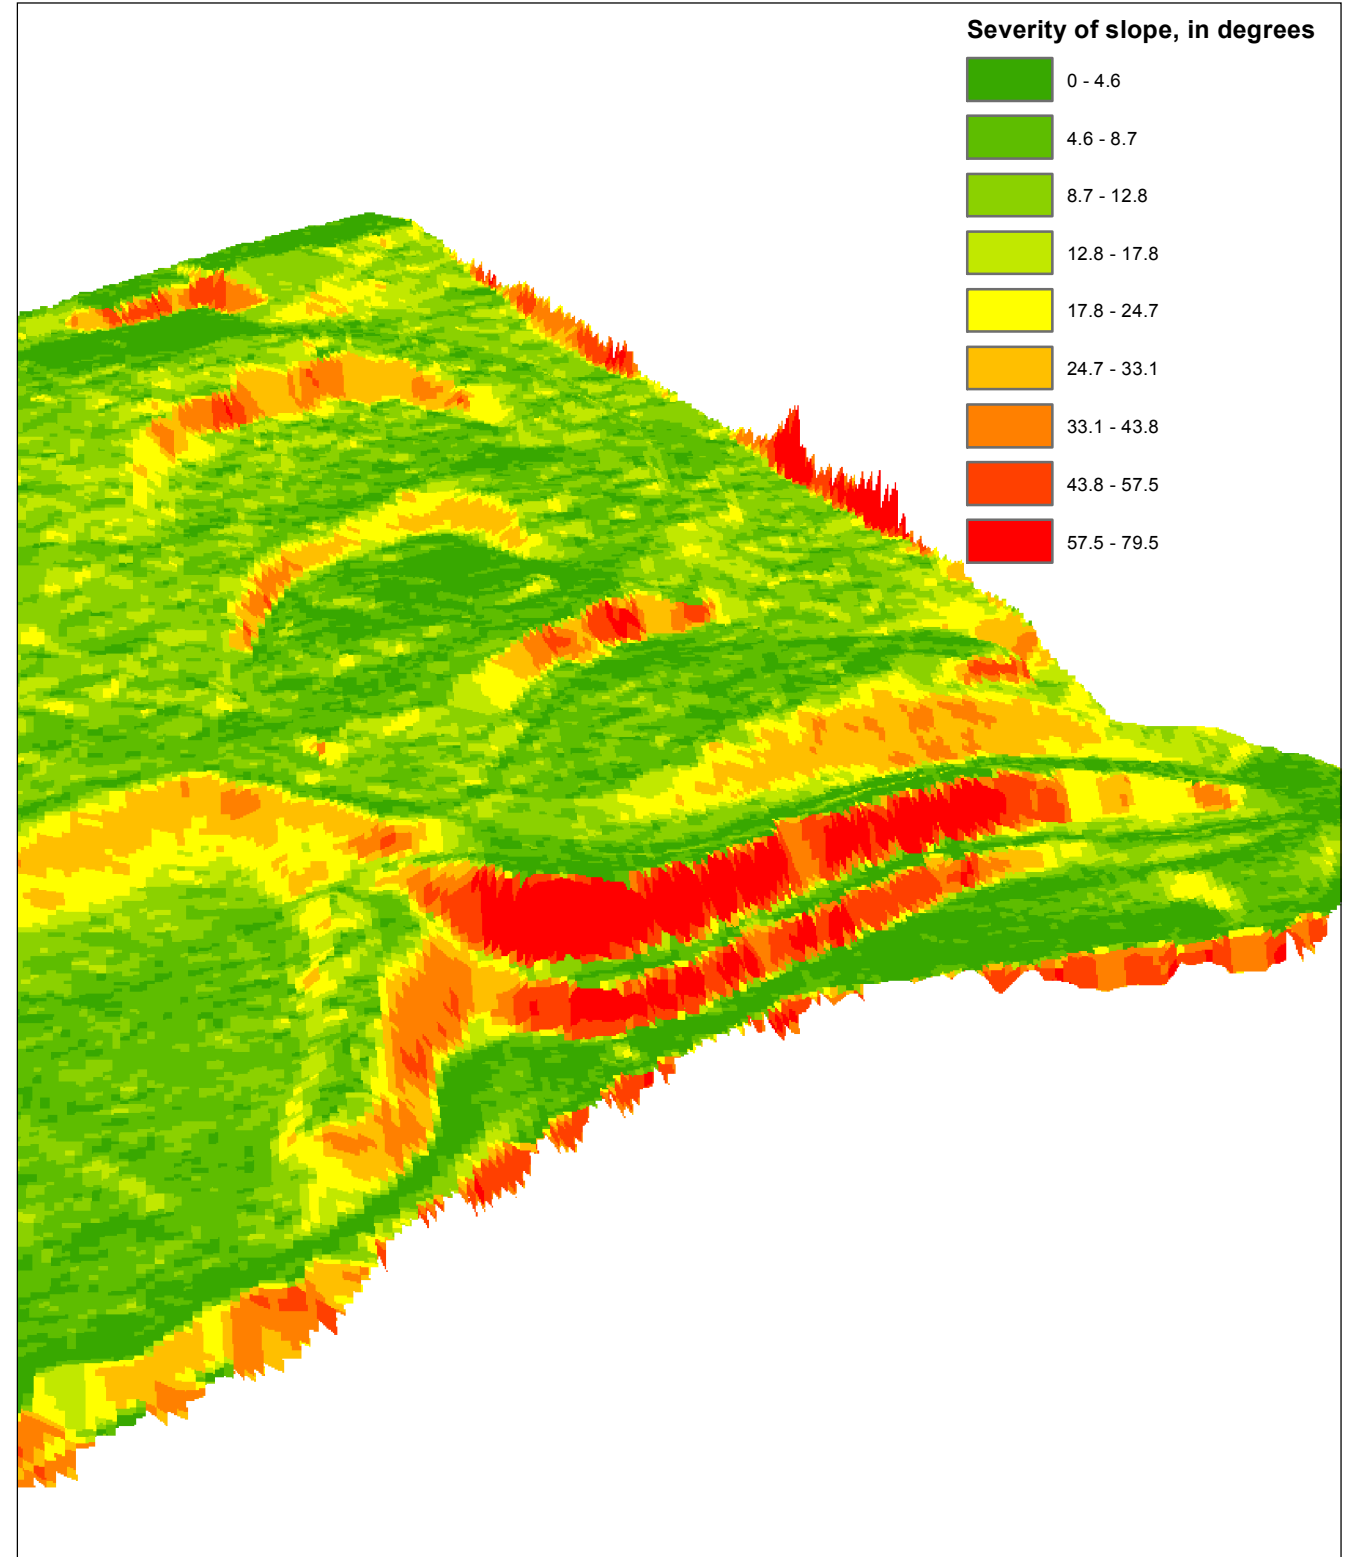 Severity of slope, in degrees
0 - 4.6
4.6 - 8.7
8.7 - 12.8
12.8 - 17.8
17.8 - 24.7
24.7 - 33.1
33.1 - 43.8
43.8 - 57.5
57.5 - 79.5